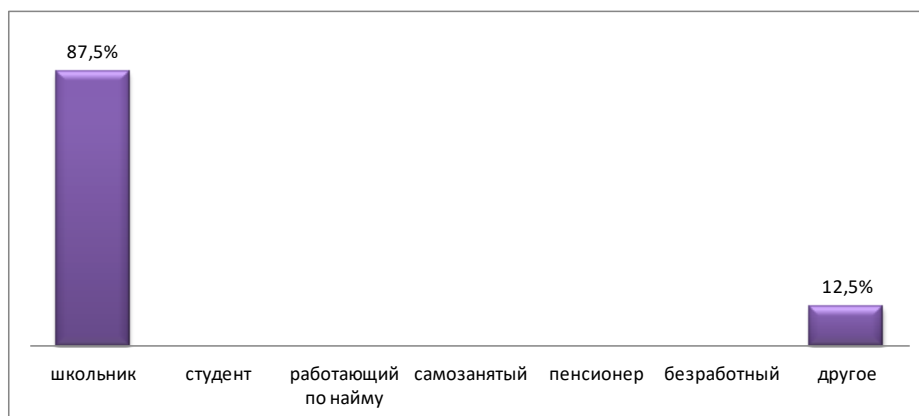 87,5%
12,5%
школьник студент работающий самозанятый пенсионер безработный другое
по найму